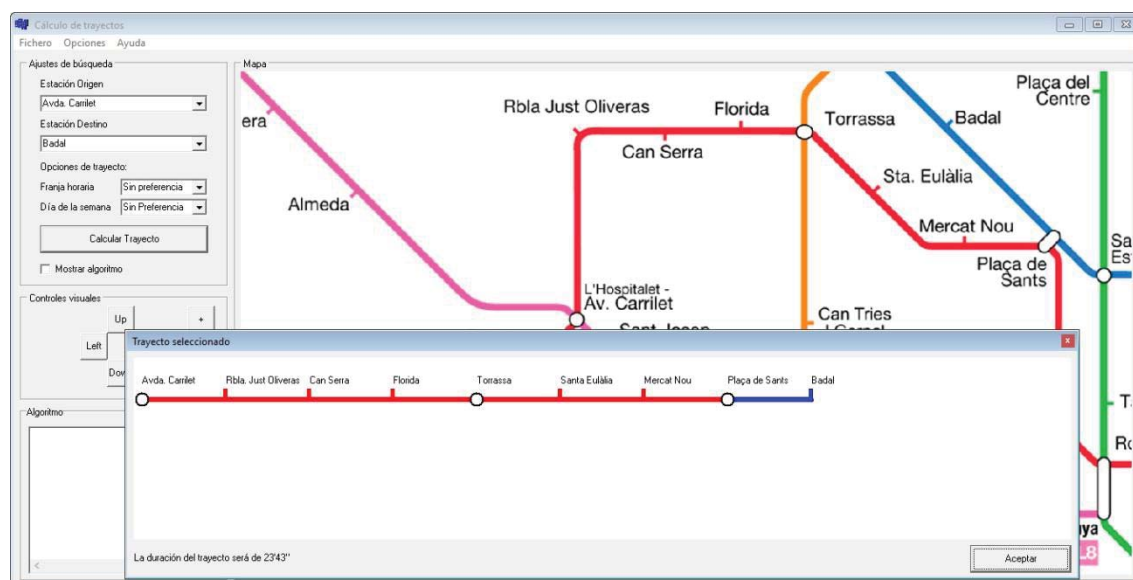 Cálculo de trayectos
Fichero Opciones Ayuda
Ajustes de búsqueda
Estación Origen
Avda. Carrilet
Estación Destino
Badal
Opciones de trayecto:
Franja horaria Sin preferencia
Día de la semana Sin Preferencia
Calcular Trayecto
Mostrar algoritmo
Controles visuales
Up +
Left
Algoritmo
Mapa
era
Almeda
Rbla Just Oliveras
Can Serra
Florida
Torrassa
Badal
Plaça del
Centre
Sta. Eulàlia
Mercat Nou
Plaça de
Sants
L'Hospitalet -
Av. Carrilet
Can Tries
Trayecto seleccionado
Avda. Carrilet Rbla. Just Oliveras Can Serra Florida Torrassa Santa Eulàlia Mercat Nou Plaça de Sants Badal
La duración del trayecto será de 23'43''
Aceptar
L8